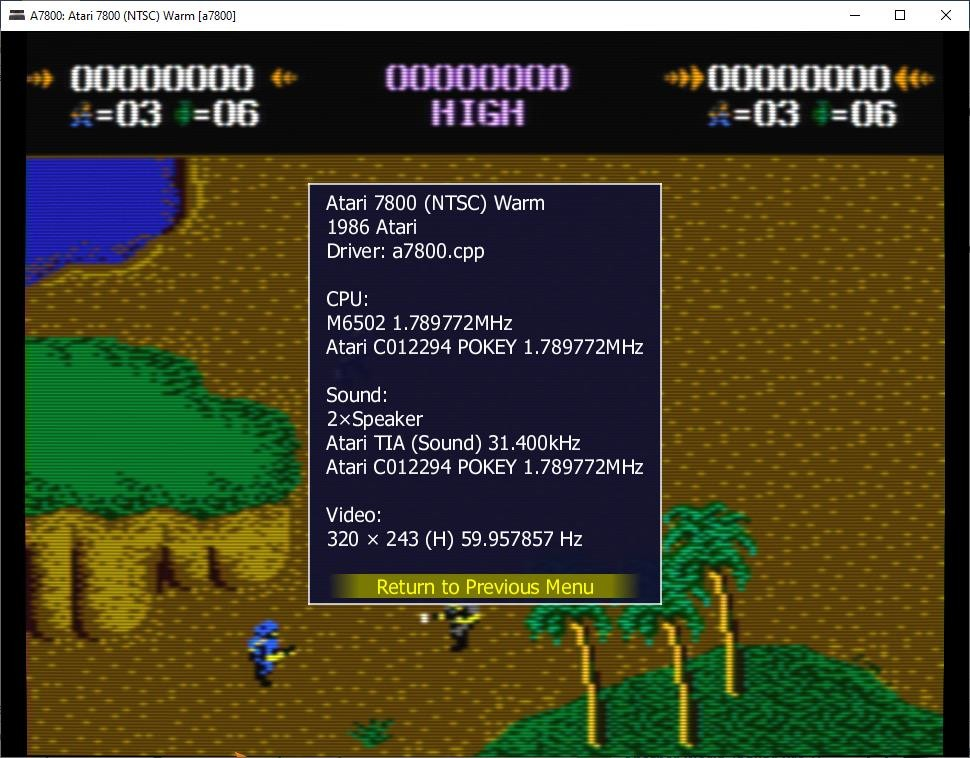 A7800: Atari 7800 (NTSC) Warm [a7800]
00000000 00000000 00000000
=03 =06 HIGH =03 =06
Atari 7800 (NTSC) Warm
1986 Atari
Driver: a7800.cpp
CPU:
M6502 1.789772MHz
Atari C012294 POKEY 1.789772MHz
Sound:
2×Speaker
Atari TIA (Sound) 31.400kHz
Atari C012294 POKEY 1.789772MHz
Video:
320 × 243 (H) 59.957857 Hz
Return to Previous Menu